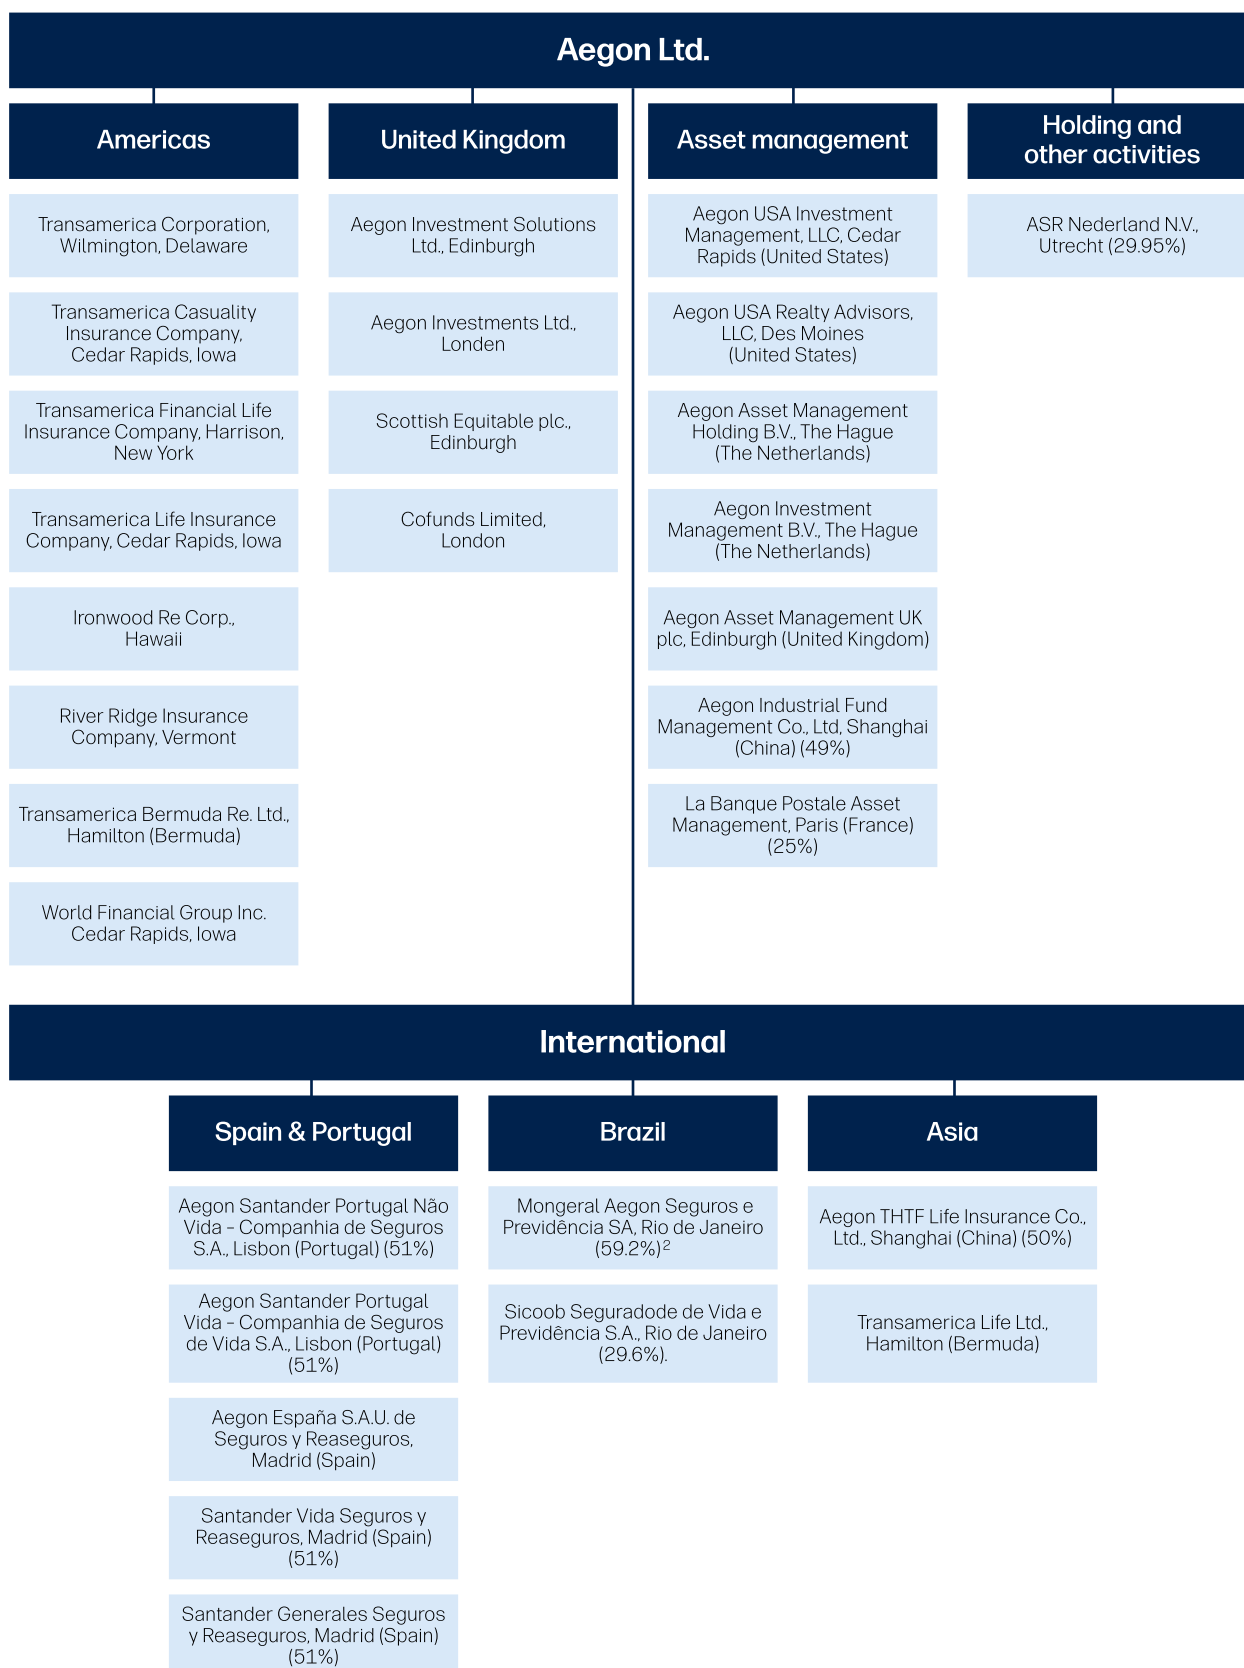 Aegon Ltd.
Americas
Transamerica Corporation,
Wilmington, Delaware
Transamerica Casuality
Insurance Company,
Cedar Rapids, Iowa
Transamerica Financial Life
Insurance Company, Harrison,
New York
Transamerica Life Insurance
Company, Cedar Rapids, Iowa
Ironwood Re Corp.,
Hawaii
River Ridge Insurance
Company, Vermont
Transamerica Bermuda Re. Ltd.,
Hamilton (Bermuda)
World Financial Group Inc.
Cedar Rapids, Iowa
United Kingdom
Aegon Investment Solutions
Ltd., Edinburgh
Aegon Investments Ltd.,
Londen
Scottish Equitable plc.,
Edinburgh
Cofunds Limited,
London
Asset management
Aegon USA Investment
Management, LLC, Cedar
Rapids (United States)
Aegon USA Realty Advisors,
LLC, Des Moines
(United States)
Aegon Asset Management
Holding B.V., The Hague
(The Netherlands)
Aegon Investment
Management B.V., The Hague
(The Netherlands)
Aegon Asset Management UK
plc, Edinburgh (United Kingdom)
Aegon Industrial Fund
Management Co., Ltd, Shanghai
(China) (49%)
La Banque Postale Asset
Management, Paris (France)
(25%)
Holding and
other activities
ASR Nederland N.V.,
Utrecht (29.95%)
International
Spain & Portugal
Aegon Santander Portugal Não
Vida – Companhia de Seguros
S.A., Lisbon (Portugal) (51%)
Aegon Santander Portugal
Vida – Companhia de Seguros
de Vida S.A., Lisbon (Portugal)
(51%)
Aegon España S.A.U. de
Seguros y Reaseguros,
Madrid (Spain)
Santander Vida Seguros y
Reaseguros, Madrid (Spain)
(51%)
Santander Generales Seguros
y Reaseguros, Madrid (Spain)
(51%)
Brazil
Mongeral Aegon Seguros e
Previdência SA, Rio de Janeiro
(59.2%)²
Sicoob Seguradode de Vida e
Previdência S.A., Rio de Janeiro
(29.6%).
Asia
Aegon THTF Life Insurance Co.,
Ltd., Shanghai (China) (50%)
Transamerica Life Ltd.,
Hamilton (Bermuda)